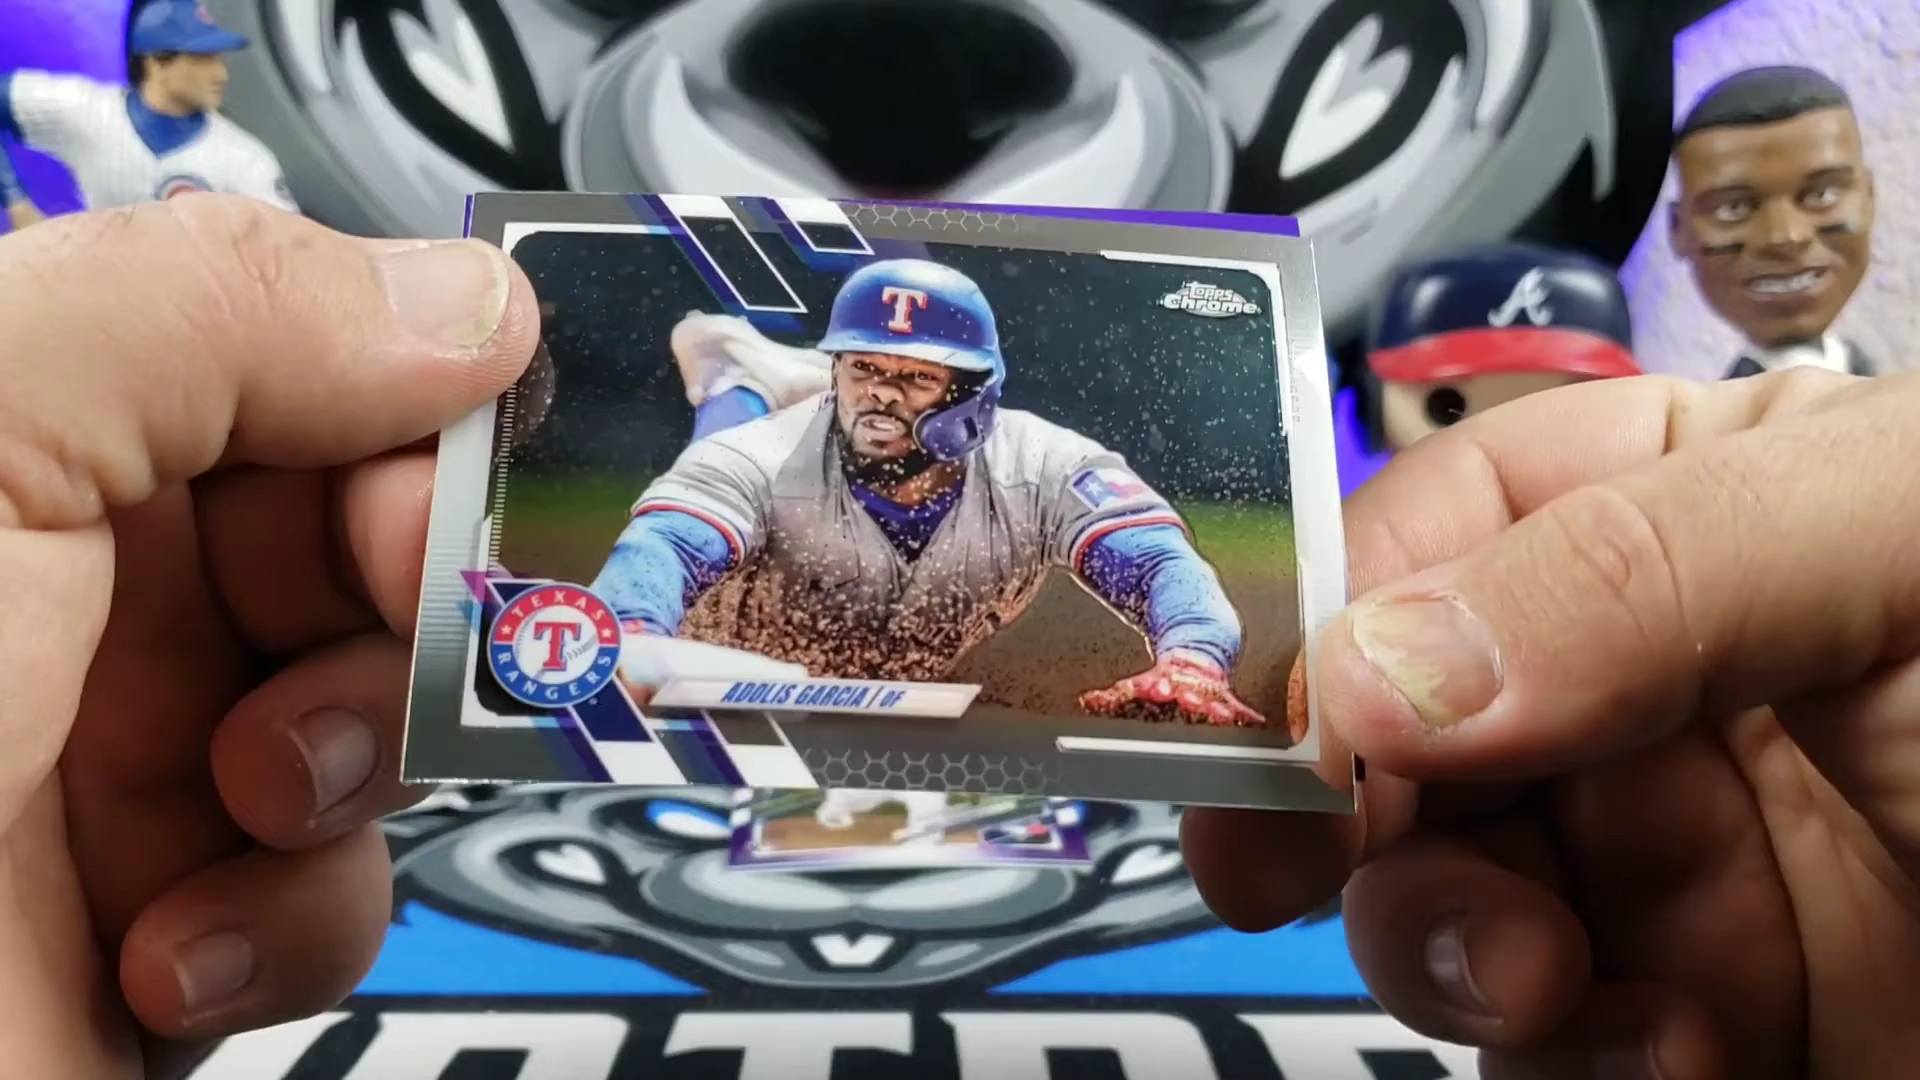 T
Topps
Chrome
TEXAS
T
RANGERS
ADOLIS GARCIA | OF
A